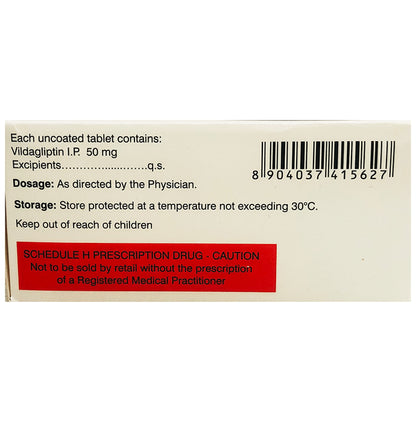 Each uncoated tablet contains:
Vildagliptin I.P. 50 mg
Excipients.......................q.s.
Dosage: As directed by the Physician.
Storage: Store protected at a temperature not exceeding 30°C.
Keep out of reach of children
8 904037 415627
SCHEDULE H PRESCRIPTION DRUG - CAUTION
Not to be sold by retail without the prescription
of a Registered Medical Practitioner